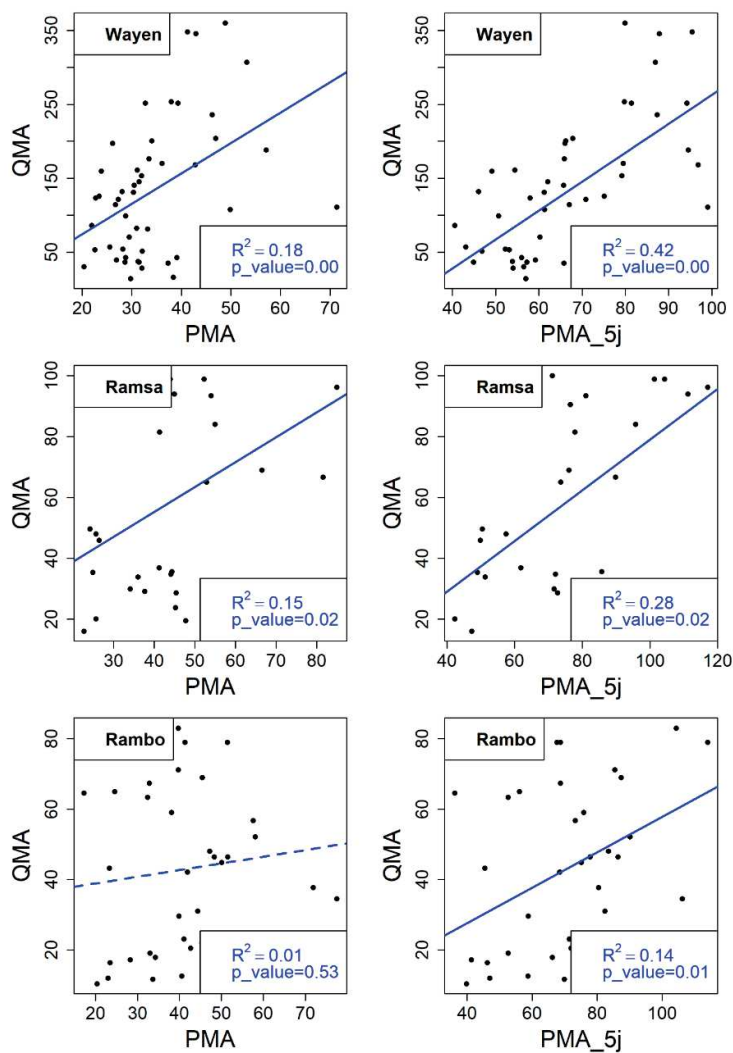 Wayen
QMA
350
250
150
50
R² = 0.18
p_value=0.00
20 30 40 50 60 70
PMA
Wayen
QMA
350
250
150
50
R² = 0.42
p_value=0.00
40 50 60 70 80 90 100
PMA_5j
Ramsa
QMA
100
80
60
40
20
R² = 0.15
p_value=0.02
30 40 50 60 70 80
PMA
Ramsa
QMA
100
80
60
40
20
R² = 0.28
p_value=0.02
40 60 80 100 120
PMA_5j
Rambo
QMA
80
60
40
20
R² = 0.01
p_value=0.53
20 30 40 50 60 70
PMA
Rambo
QMA
80
60
40
20
R² = 0.14
p_value=0.01
40 60 80 100
PMA_5j